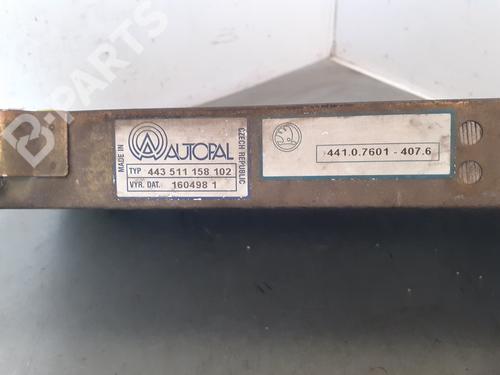 B-PARTS
MADE IN
AUTOPAL
CZECH REPUBLIC
TYP 443 511 158 102
VÝR. DAT. 160498 1
441.0.7601 - 407.6